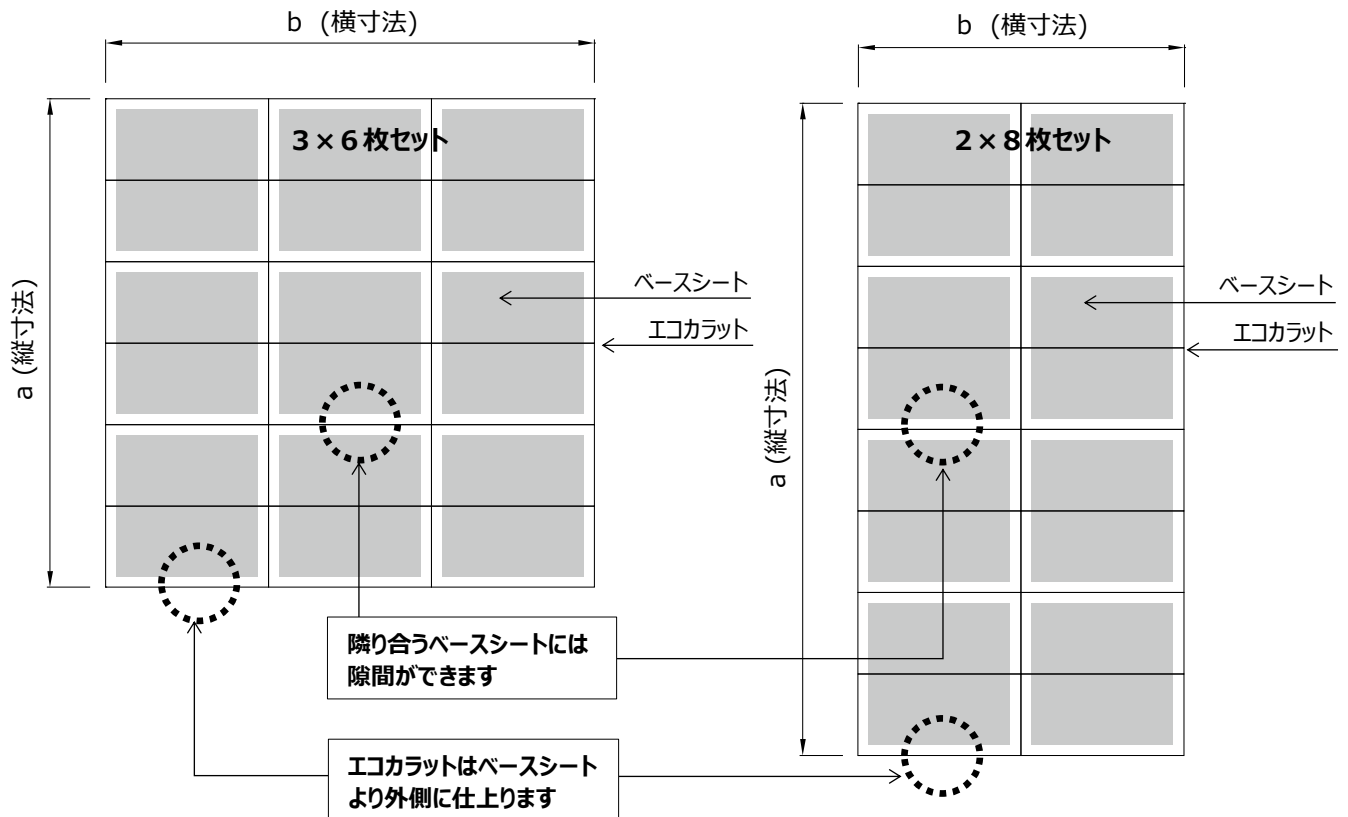 b (横寸法)
b (横寸法)
3×6枚セット
2×8枚セット
a (縦寸法)
a (縦寸法)
ベースシート
エコカラット
ベースシート
エコカラット
隣り合うベースシートには
隙間ができます
エコカラットはベースシート
より外側に仕上ります